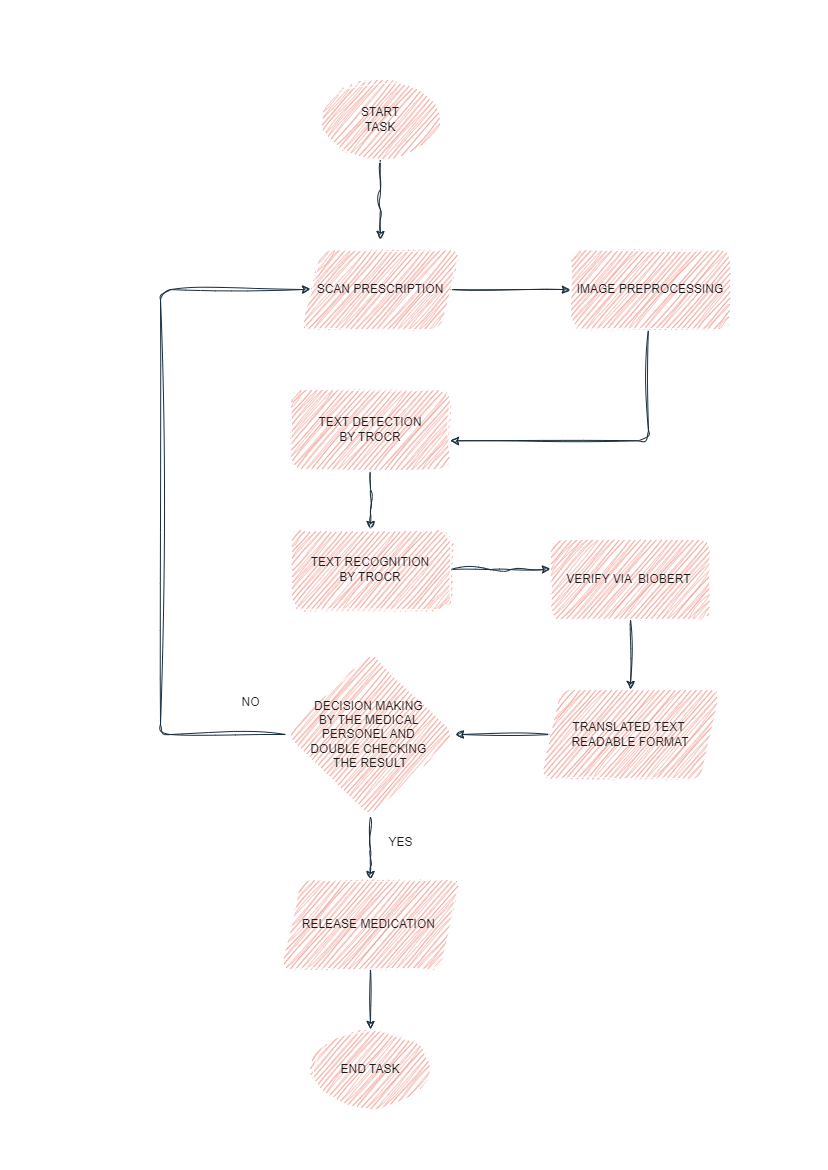 START
TASK
SCAN PRESCRIPTION
IMAGE PREPROCESSING
TEXT DETECTION
BY TROCR
TEXT RECOGNITION
BY TROCR
VERIFY VIA  BIOBERT
TRANSLATED TEXT
READABLE FORMAT
DECISION MAKING
BY THE MEDICAL
PERSONEL AND
DOUBLE CHECKING
THE RESULT
NO
YES
RELEASE MEDICATION
END TASK